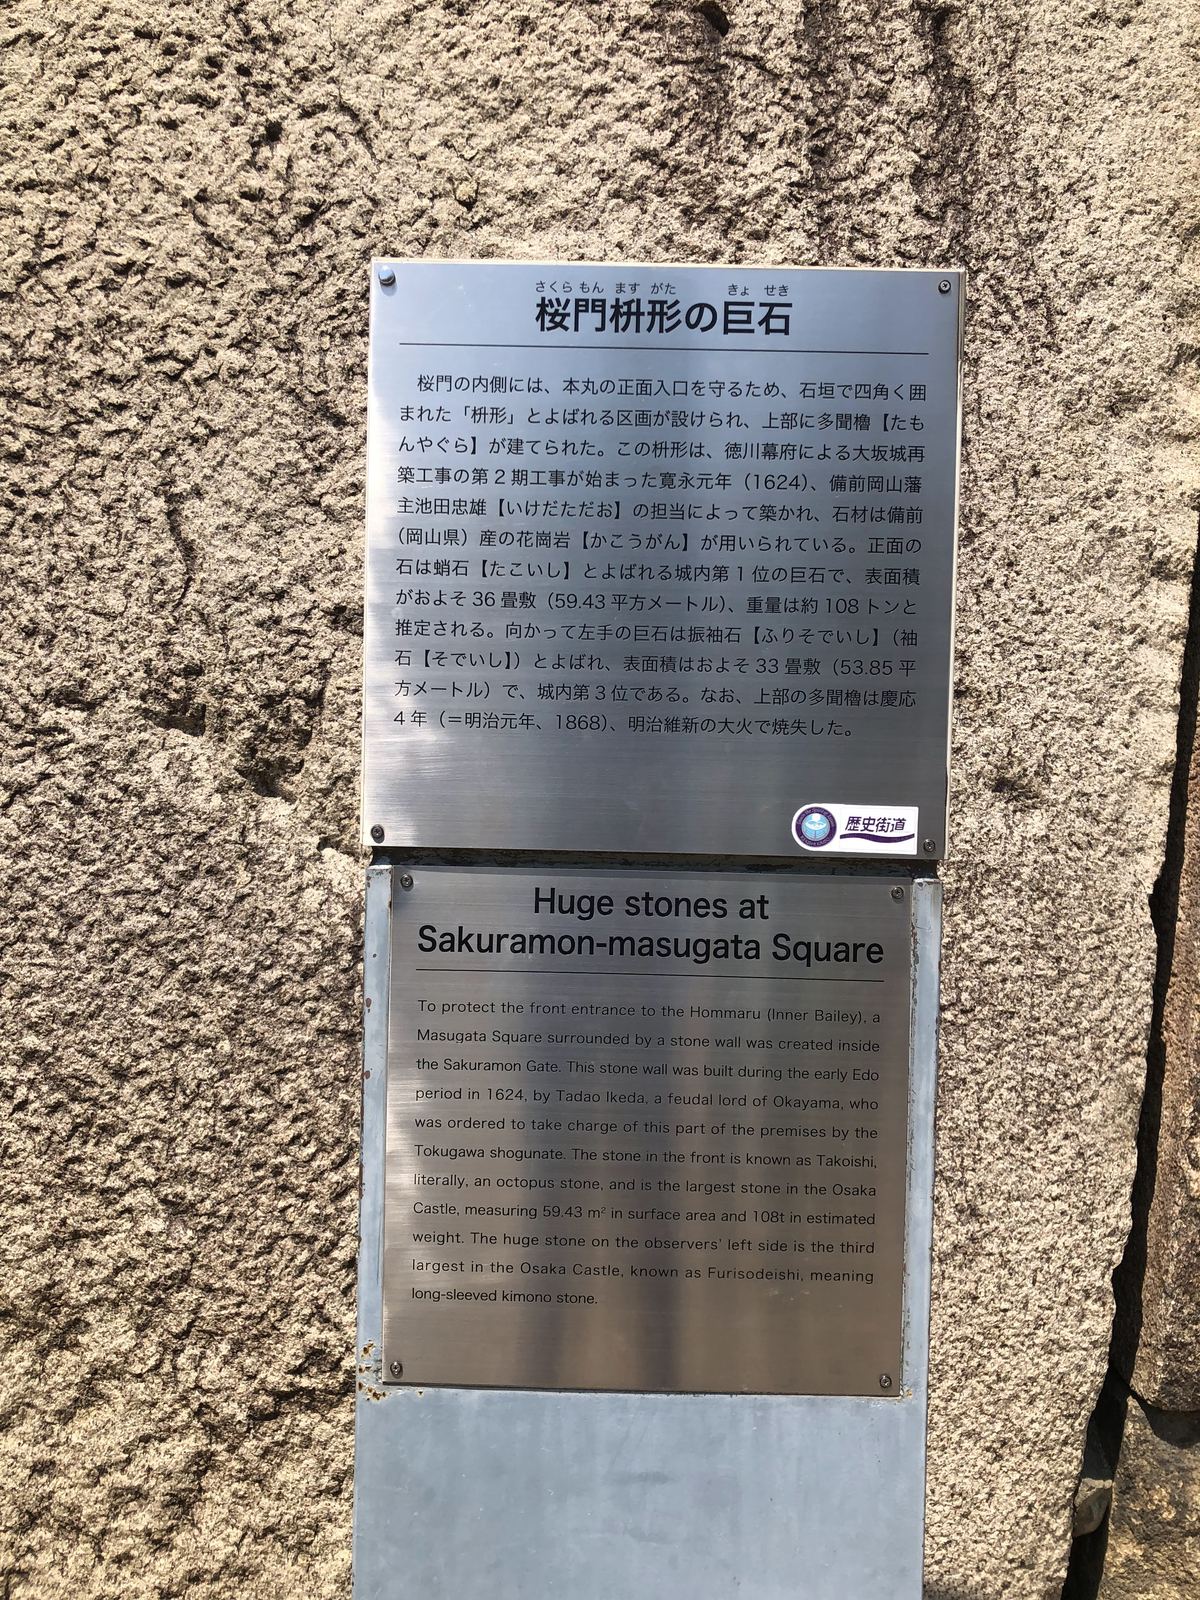 さくら もん ます がた きょ せき
桜門枡形の巨石
桜門の内側には、本丸の正面入口を守るため、石垣で四角く囲
まれた「枡形」とよばれる区画が設けられ、上部に多聞櫓【たも
んやぐら】が建てられた。この枡形は、徳川幕府による大坂城再
築工事の第2期工事が始まった寛永元年（1624）、備前岡山藩
主池田忠雄【いけだただお】の担当によって築かれ、石材は備前
（岡山県）産の花崗岩【かこうがん】が用いられている。正面の
石は蛸石【たこいし】とよばれる城内第1位の巨石で、表面積
がおよそ36畳敷（59.43平方メートル）、重量は約108トンと
推定される。向かって左手の巨石は振袖石【ふりそでいし】（袖
石【そでいし】）とよばれ、表面積はおよそ33畳敷（53.85平
方メートル）で、城内第3位である。なお、上部の多聞櫓は慶応
4年（＝明治元年、1868）、明治維新の大火で焼失した。
歴史街道
Huge stones at
Sakuramon-masugata Square
To protect the front entrance to the Hommaru (Inner Bailey), a
Masugata Square surrounded by a stone wall was created inside
the Sakuramon Gate. This stone wall was built during the early Edo
period in 1624, by Tadao Ikeda, a feudal lord of Okayama, who
was ordered to take charge of this part of the premises by the
Tokugawa shogunate. The stone in the front is known as Takoishi,
literally, an octopus stone, and is the largest stone in the Osaka
Castle, measuring 59.43 m² in surface area and 108t in estimated
weight. The huge stone on the observers' left side is the third
largest in the Osaka Castle, known as Furisodeishi, meaning
long-sleeved kimono stone.